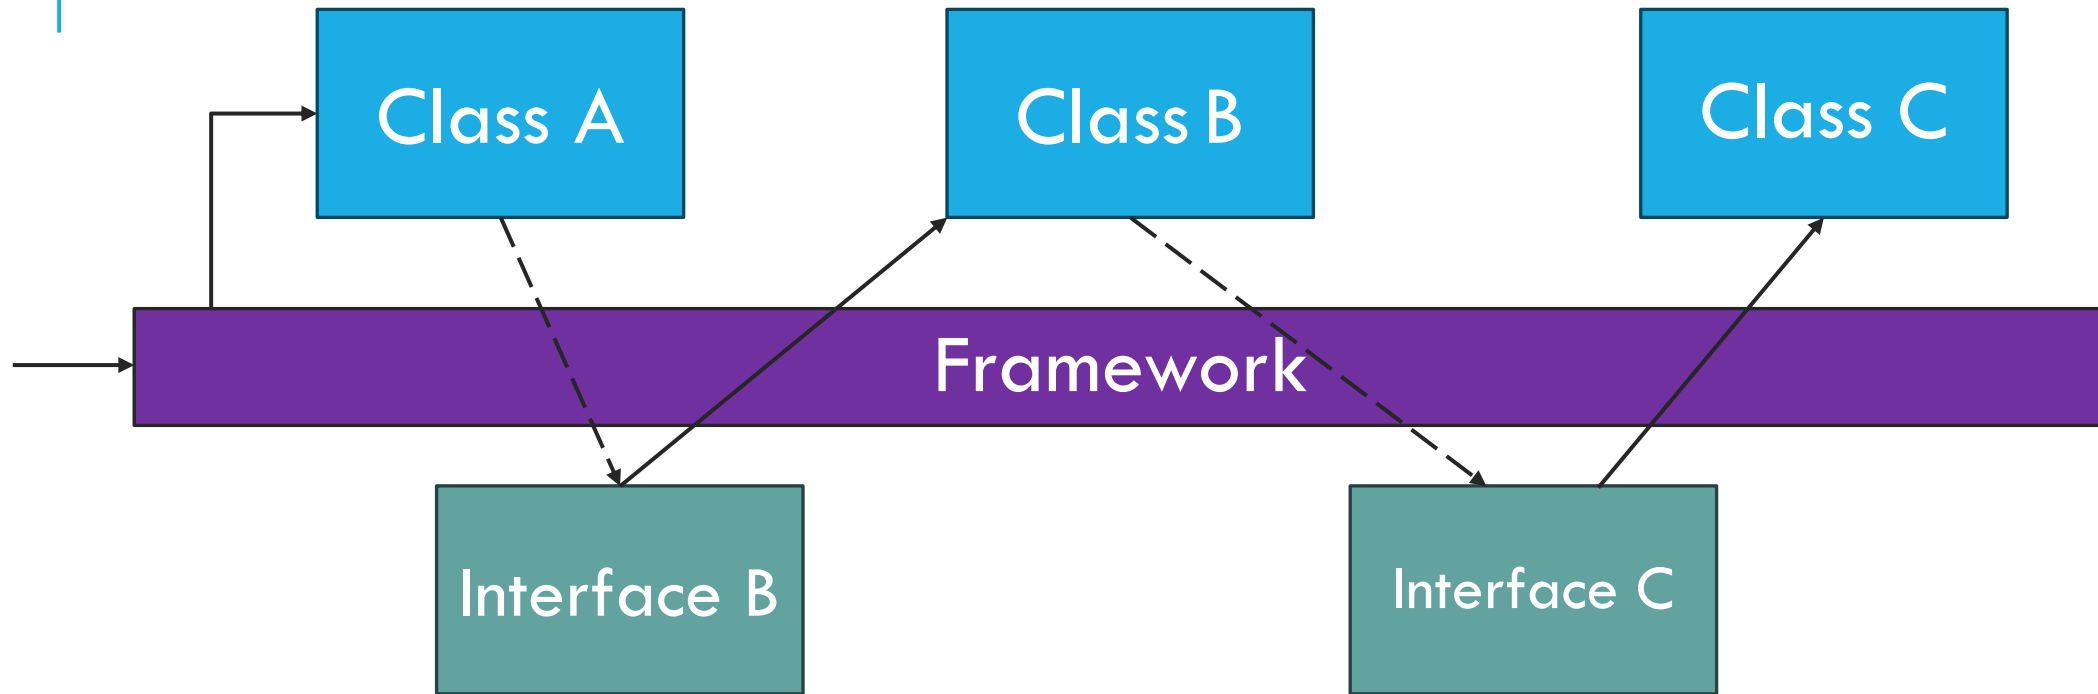 Class A
Class B
Class C
Framework
Interface B
Interface C